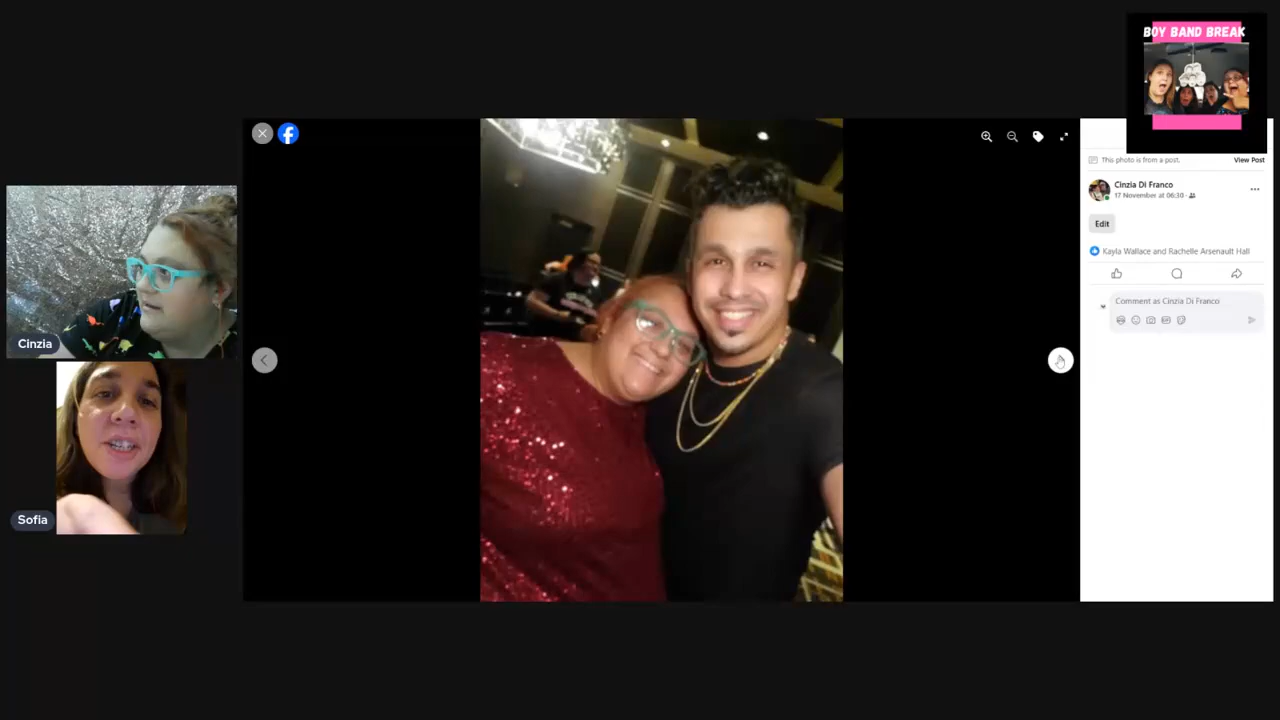 BOY BAND BREAK
This photo is from a post.
View Post
Cinzia Di Franco
17 November at 06:30 ·
Edit
Kayla Wallace and Rachelle Arsenault Hall
Comment as Cinzia Di Franco
Cinzia
Sofia